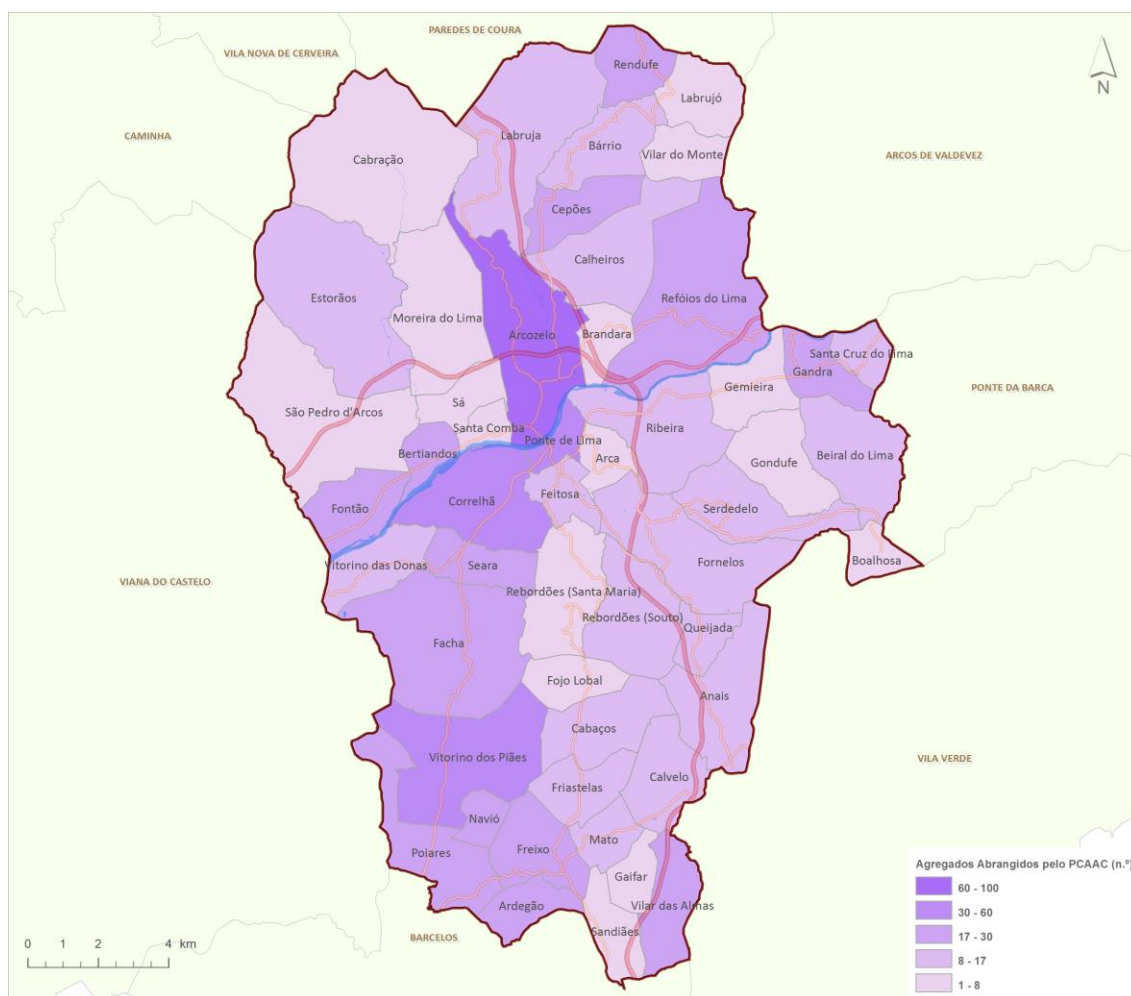 PAREDES DE COURA
VILA NOVA DE CERVEIRA
Rendufe
N
Labrujó
CAMINHA
Labruja
Bárrio
Vilar do Monte
ARCOS DE VALDEVEZ
Cabração
Cepões
Calheiros
Estorãos
Refóios do Lima
Moreira do Lima
Arcozelo
Brandara
Santa Cruz do Lima
Gandra
Gemieira
PONTE DA BARCA
Sá
São Pedro d'Arcos
Santa Comba
Ribeira
Ponte de Lima
Bertiandos
Arca
Beiral do Lima
Gondufe
Feitosa
Correlhã
Fontão
Serdedelo
Boalhosa
Fornelos
Vitorino das Donas
Seara
VIANA DO CASTELO
Rebordões (Santa Maria)
Rebordões (Souto)
Queijada
Facha
Fojo Lobal
Anais
Cabaços
Vitorino dos Piães
VILA VERDE
Calvelo
Friastelas
Navió
Mato
Poiares
Freixo
Gaifar
Ardegão
Vilar das Almas
Sandiães
BARCELOS
0 1 2 4 km
Agregados Abrangidos pelo PCAAC (n.º)
60 - 100
30 - 60
17 - 30
8 - 17
1 - 8